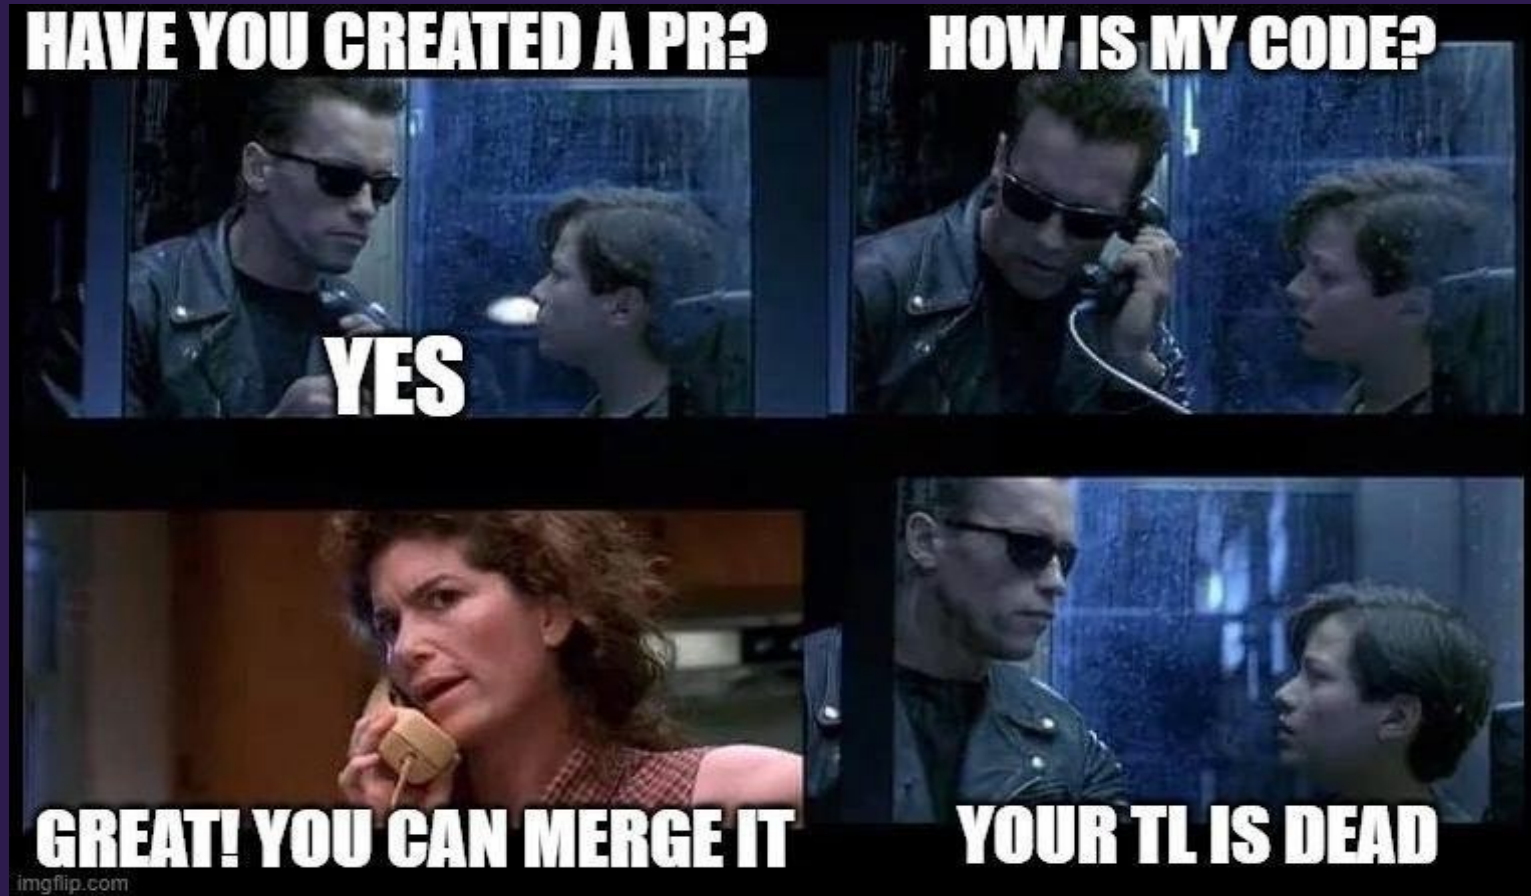 HAVE YOU CREATED A PR?
YES
HOW IS MY CODE?
GREAT! YOU CAN MERGE IT
YOUR TL IS DEAD
imgflip.com